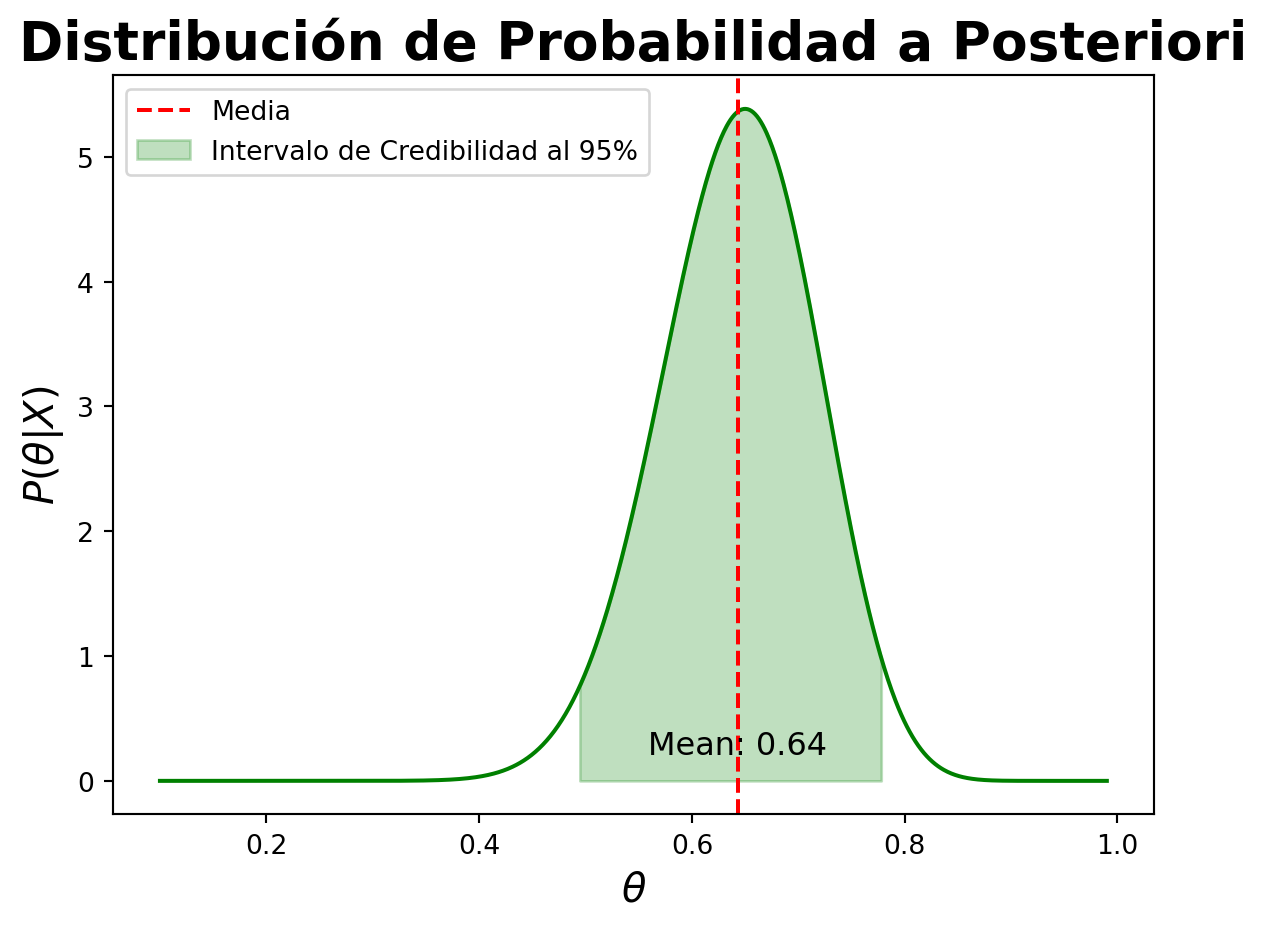 Distribución de Probabilidad a Posteriori
Media
Intervalo de Credibilidad al 95%
P(θ|X)
5
4
3
2
1
0
Mean: 0.64
0.2 0.4 0.6 0.8 1.0
θ